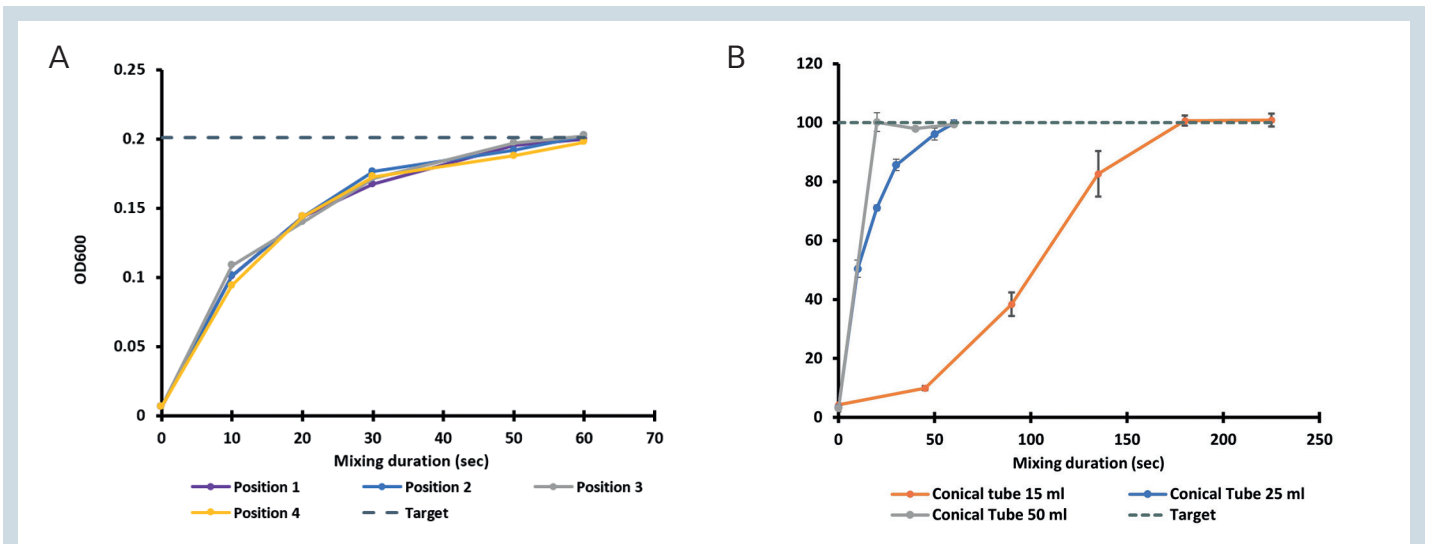 A
0.25
0.2
0.15
0.1
0.05
0
OD600
0 10 20 30 40 50 60 70
Mixing duration (sec)
Position 1 Position 2 Position 3
Position 4 Target
B
120
100
80
60
40
20
0
0 50 100 150 200 250
Mixing duration (sec)
Conical tube 15 ml Conical Tube 25 ml
Conical Tube 50 ml Target